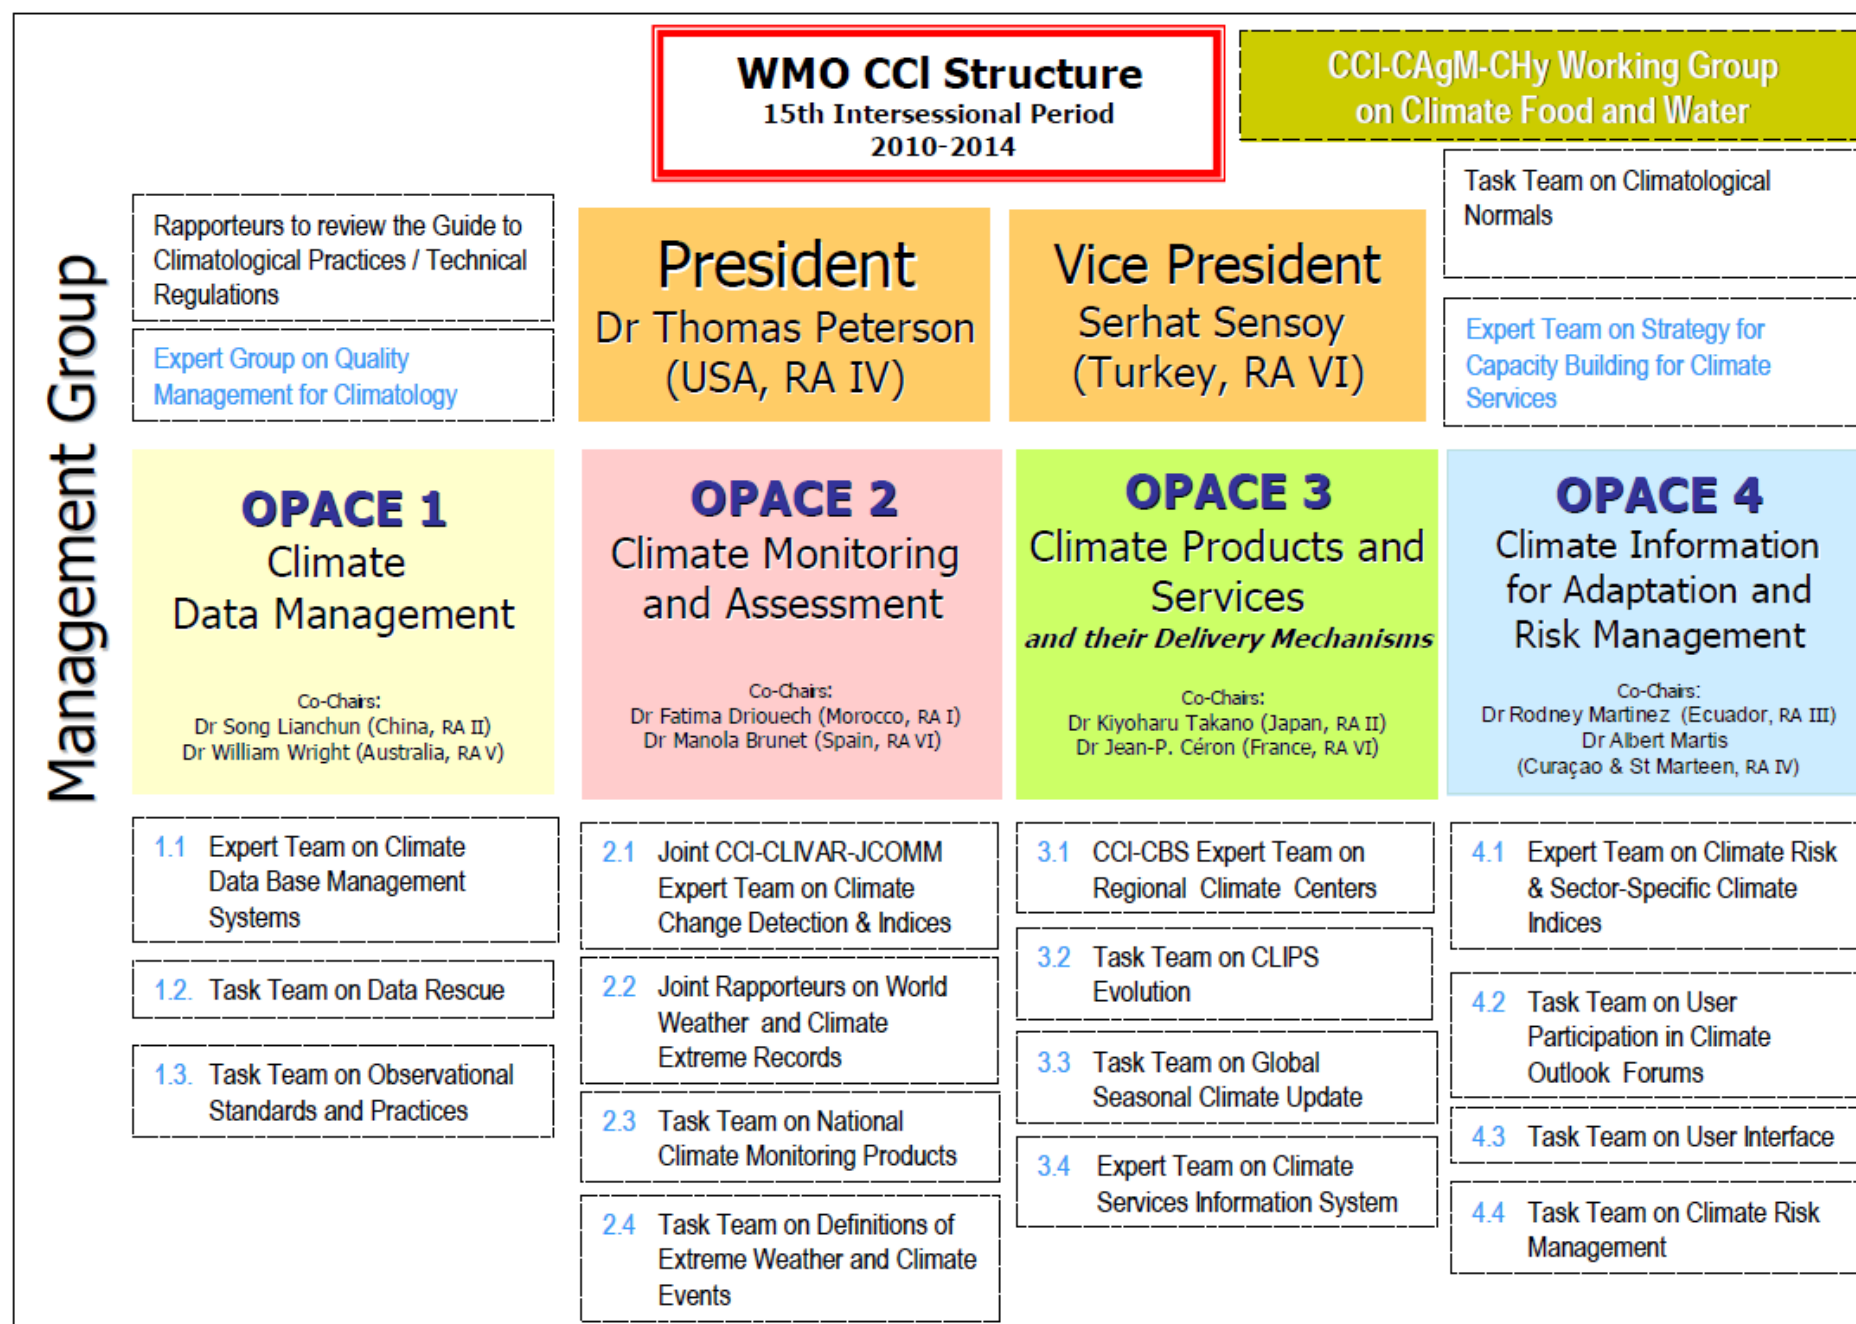 WMO CCl Structure
15th Intersessional Period
2010-2014
CCI-CAgM-CHy Working Group
on Climate Food and Water
Management Group
Rapporteurs to review the Guide to
Climatological Practices / Technical
Regulations
Expert Group on Quality
Management for Climatology
President
Dr Thomas Peterson
(USA, RA IV)
Vice President
Serhat Sensoy
(Turkey, RA VI)
Task Team on Climatological
Normals
Expert Team on Strategy for
Capacity Building for Climate
Services
OPACE 1
Climate
Data Management
Co-Chairs:
Dr Song Lianchun (China, RA II)
Dr William Wright (Australia, RA V)
OPACE 2
Climate Monitoring
and Assessment
Co-Chairs:
Dr Fatima Driouech (Morocco, RA I)
Dr Manola Brunet (Spain, RA VI)
OPACE 3
Climate Products and
Services
and their Delivery Mechanisms
Co-Chairs:
Dr Kiyoharu Takano (Japan, RA II)
Dr Jean-P. Céron (France, RA VI)
OPACE 4
Climate Information
for Adaptation and
Risk Management
Co-Chairs:
Dr Rodney Martinez (Ecuador, RA III)
Dr Albert Martis
(Curaçao & St Marteen, RA IV)
1.1 Expert Team on Climate
Data Base Management
Systems
1.2. Task Team on Data Rescue
1.3. Task Team on Observational
Standards and Practices
2.1 Joint CCI-CLIVAR-JCOMM
Expert Team on Climate
Change Detection & Indices
2.2 Joint Rapporteurs on World
Weather and Climate
Extreme Records
2.3 Task Team on National
Climate Monitoring Products
2.4 Task Team on Definitions of
Extreme Weather and Climate
Events
3.1 CCI-CBS Expert Team on
Regional Climate Centers
3.2 Task Team on CLIPS
Evolution
3.3 Task Team on Global
Seasonal Climate Update
3.4 Expert Team on Climate
Services Information System
4.1 Expert Team on Climate Risk
& Sector-Specific Climate
Indices
4.2 Task Team on User
Participation in Climate
Outlook Forums
4.3 Task Team on User Interface
4.4 Task Team on Climate Risk
Management